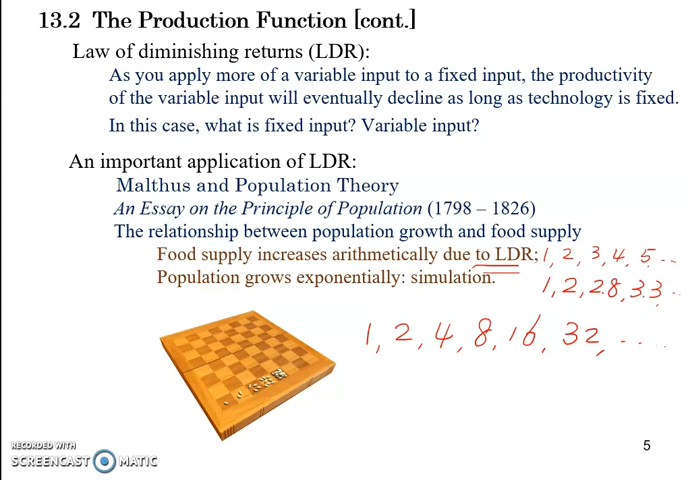 13.2 The Production Function [cont.]
Law of diminishing returns (LDR):
As you apply more of a variable input to a fixed input, the productivity
of the variable input will eventually decline as long as technology is fixed.
In this case, what is fixed input? Variable input?
An important application of LDR:
Malthus and Population Theory
An Essay on the Principle of Population (1798 – 1826)
The relationship between population growth and food supply
Food supply increases arithmetically due to LDR; 1, 2, 3, 4, 5 ...
Population grows exponentially: simulation. 1, 2, 2.8, 3.3 ..
1, 2, 4, 8, 16, 32, .....
RECORDED WITH
SCREENCAST MATIC
5